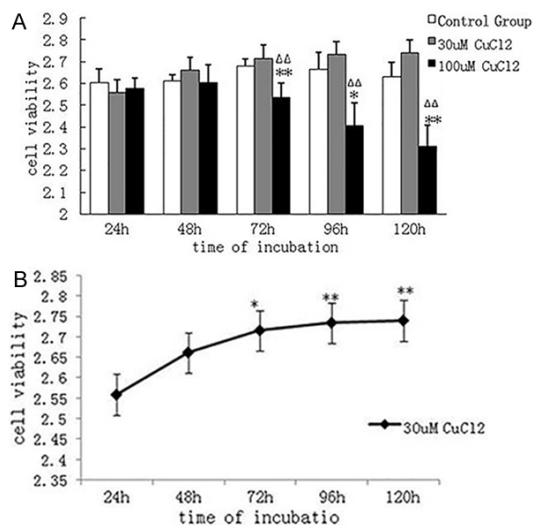 A
Control Group
30uM CuCl2
100uM CuCl2
cell viability
2.9
2.8
2.7
2.6
2.5
2.4
2.3
2.2
2.1
2
ΔΔ
**
ΔΔ
*
ΔΔ
**
24h 48h 72h 96h 120h
time of incubation
B
cell viability
2.85
2.8
2.75
2.7
2.65
2.6
2.55
2.5
2.45
2.4
2.35
* ** **
30uM CuCl2
24h 48h 72h 96h 120h
time of incubatio